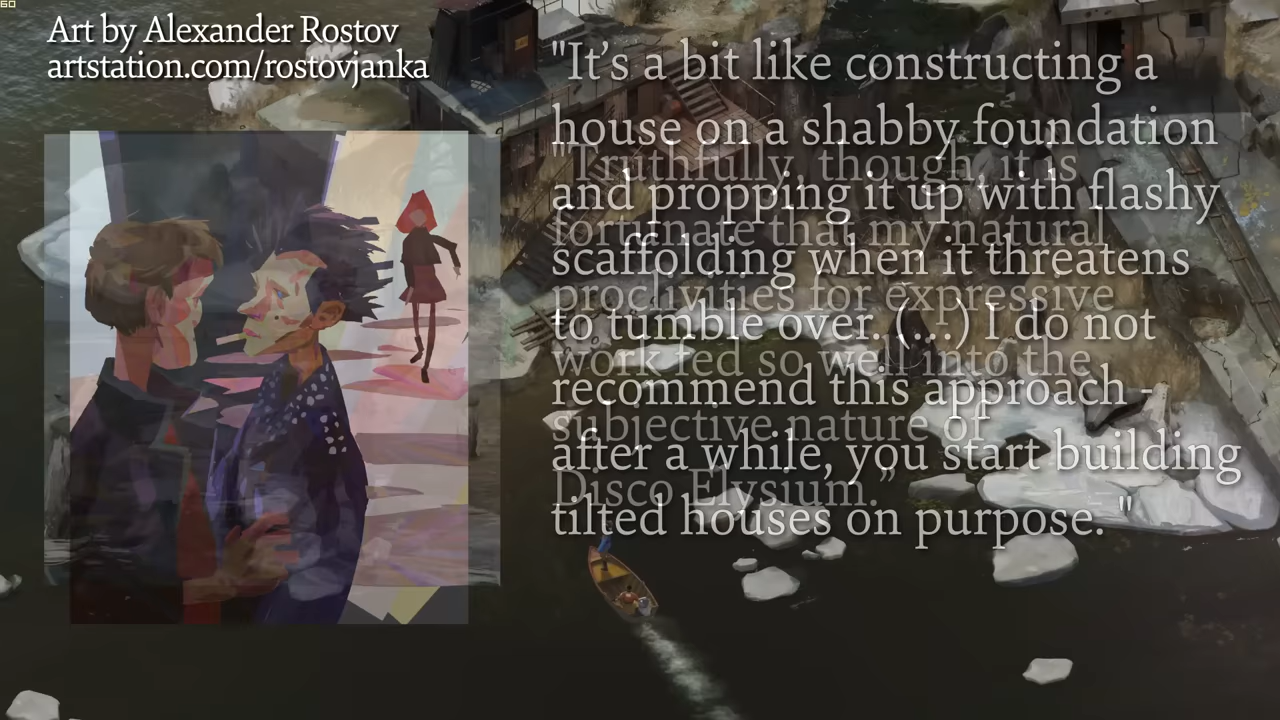 60
Art by Alexander Rostov
artstation.com/rostovjanka
"It's a bit like constructing a
house on a shabby foundation
and propping it up with flashy
scaffolding when it threatens
to tumble over. (...) I do not
recommend this approach -
after a while, you start building
tilted houses on purpose. "
"Truthfully, though, it is
fortunate that my natural
proclivities for expressive
work fed so well into the
subjective nature of
Disco Elysium.”